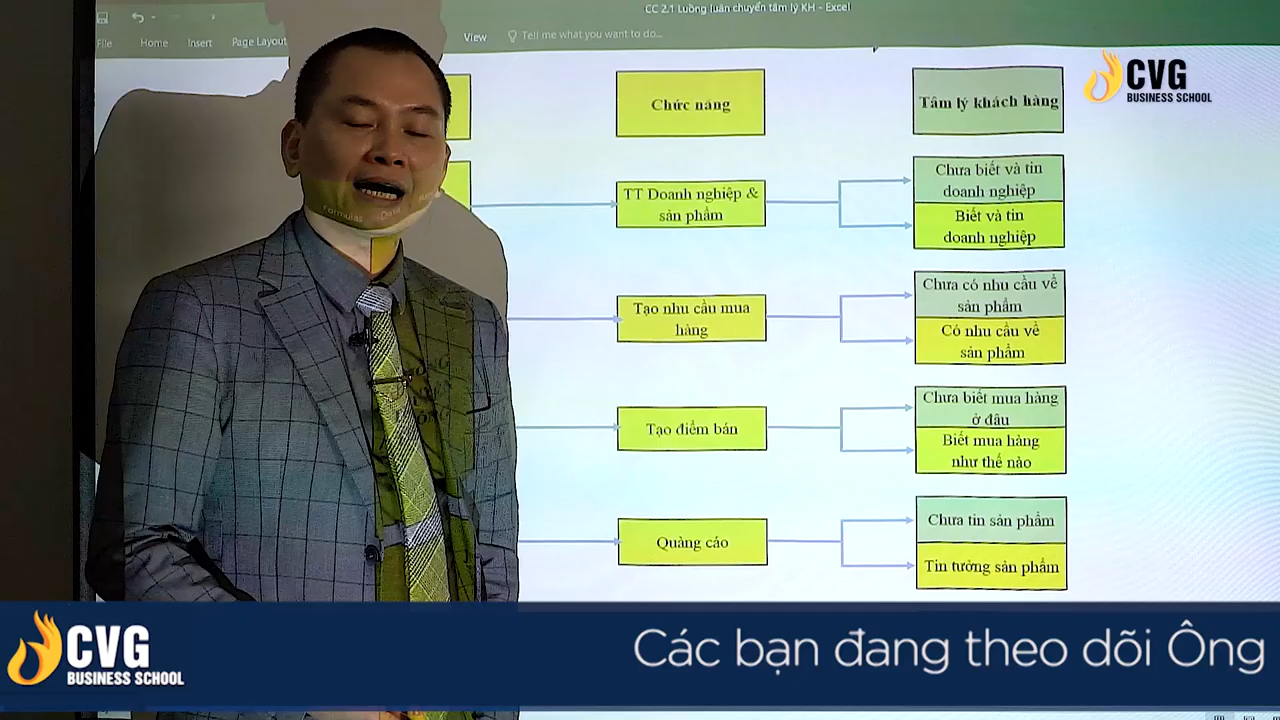 CC 2.1 Luồng luân chuyển tâm lý KH - Excel
File Home Insert Page Layout Formulas Data View Tell me what you want to do...
CVG
BUSINESS SCHOOL
Chức năng
Tâm lý khách hàng
TT Doanh nghiệp &
sản phẩm
Chưa biết và tin
doanh nghiệp
Biết và tin
doanh nghiệp
Tạo nhu cầu mua
hàng
Chưa có nhu cầu về
sản phẩm
Có nhu cầu về
sản phẩm
Tạo điểm bán
Chưa biết mua hàng
ở đâu
Biết mua hàng
như thế nào
Quảng cáo
Chưa tin sản phẩm
Tin tưởng sản phẩm
CVG
BUSINESS SCHOOL
Các bạn đang theo dõi Ông